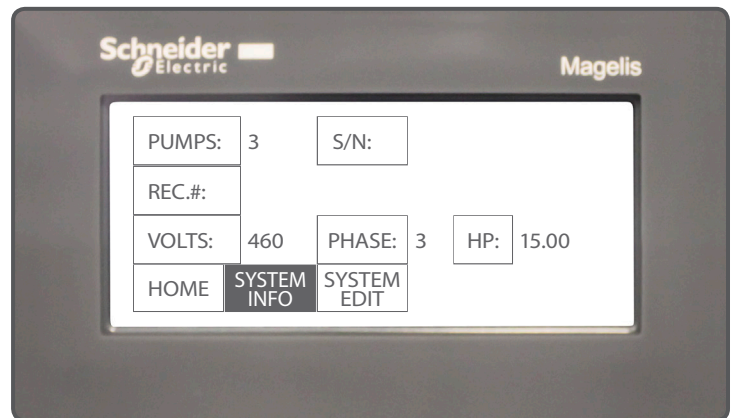 Schneider
Electric
Magelis
PUMPS: 3 S/N:
REC.#:
VOLTS: 460 PHASE: 3 HP: 15.00
HOME SYSTEM INFO SYSTEM EDIT